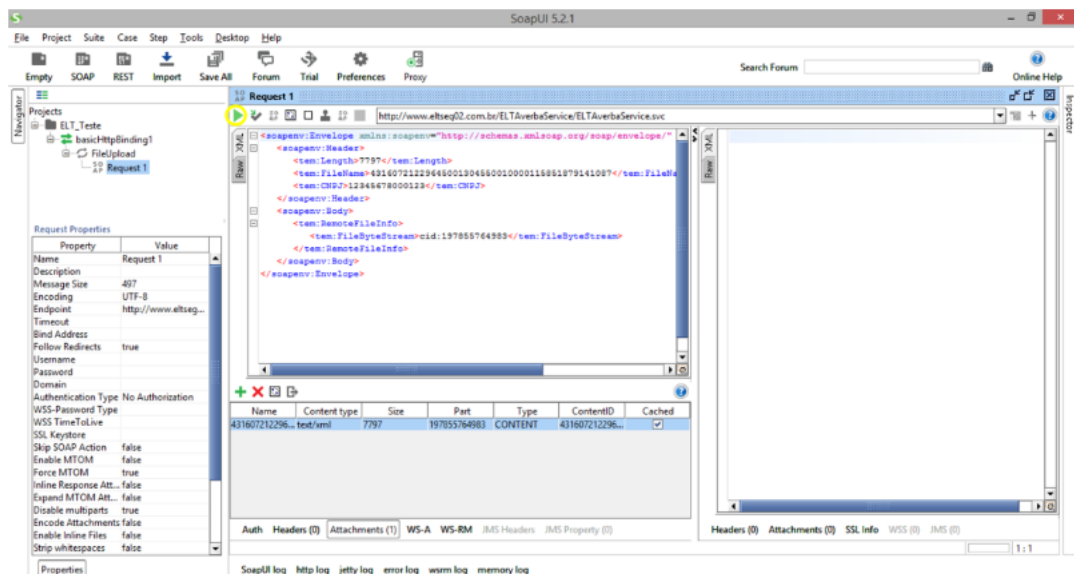 SoapUI 5.2.1
File Project Suite Case Step Tools Desktop Help
Empty SOAP REST Import Save All Forum Trial Preferences Proxy
Search Forum
Online Help
Navigator
Projects
ELT_Teste
basicHttpBinding1
FileUpload
Request 1
Request Properties
Property Value
Name Request 1
Description
Message Size 497
Encoding UTF-8
Endpoint http://www.eltseq...
Timeout
Bind Address
Follow Redirects true
Username
Password
Domain
Authentication Type No Authorization
WSS-Password Type
WSS TimeToLive
SSL Keystore
Skip SOAP Action false
Enable MTOM false
Force MTOM true
Inline Response Att... false
Expand MTOM Att... false
Disable multiparts true
Encode Attachments false
Enable Inline Files false
Strip whitespaces false
Properties
Request 1
http://www.eltseq02.com.br/ELTAverbaService/ELTAverbaService.svc
XML
Raw
<soapenv:Envelope xmlns:soapenv="http://schemas.xmlsoap.org/soap/envelope/"
<soapenv:Header>
<tem:Length>7797</tem:Length>
<tem:FileName>43160721229645001304550010000115851879141087</tem:FileNa
<tem:CNPJ>12345678000123</tem:CNPJ>
</soapenv:Header>
<soapenv:Body>
<tem:RemoteFileInfo>
<tem:FileByteStream>cid:197855764983</tem:FileByteStream>
</tem:RemoteFileInfo>
</soapenv:Body>
</soapenv:Envelope>
Name Content type Size Part Type ContentID Cached
431607212296... text/xml 7797 197855764983 CONTENT 431607212296...
Auth Headers (0) Attachments (1) WS-A WS-RM JMS Headers JMS Property (0)
XML
Raw
Headers (0) Attachments (0) SSL Info WSS (0) JMS (0)
1 : 1
Inspector
SoapUI log http log jetty log error log wsrm log memory log